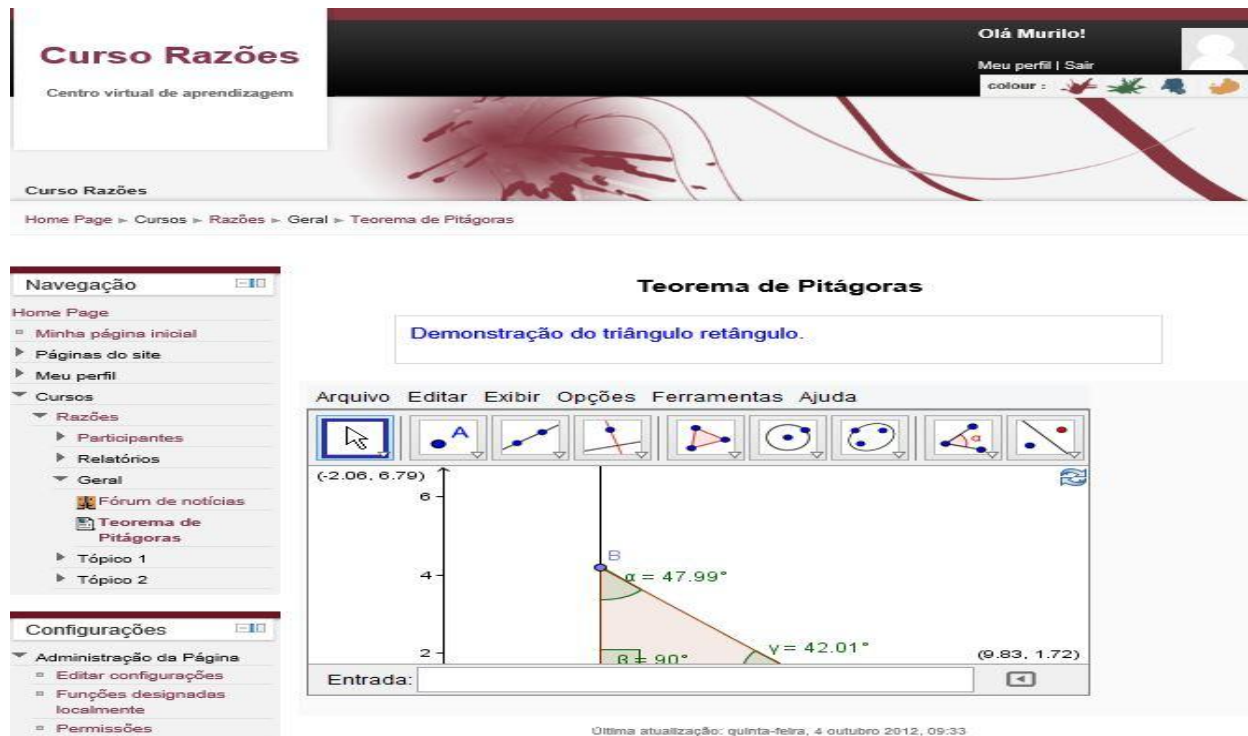 Curso Razões
Centro virtual de aprendizagem
Olá Murilo!
Meu perfil | Sair
colour :
Curso Razões
Home Page ► Cursos ► Razões ► Geral ► Teorema de Pitágoras
Navegação
Home Page
Minha página inicial
Páginas do site
Meu perfil
Cursos
Razões
Participantes
Relatórios
Geral
Fórum de notícias
Teorema de
Pitágoras
Tópico 1
Tópico 2
Configurações
Administração da Página
Editar configurações
Funções designadas
localmente
Permissões
Teorema de Pitágoras
Demonstração do triângulo retângulo.
Arquivo Editar Exibir Opções Ferramentas Ajuda
A
α
(-2.06, 6.79)
6
B
4
α = 47.99°
2
β = 90°
γ = 42.01°
(9.83, 1.72)
Entrada:
Última atualização: quinta-feira, 4 outubro 2012, 09:33